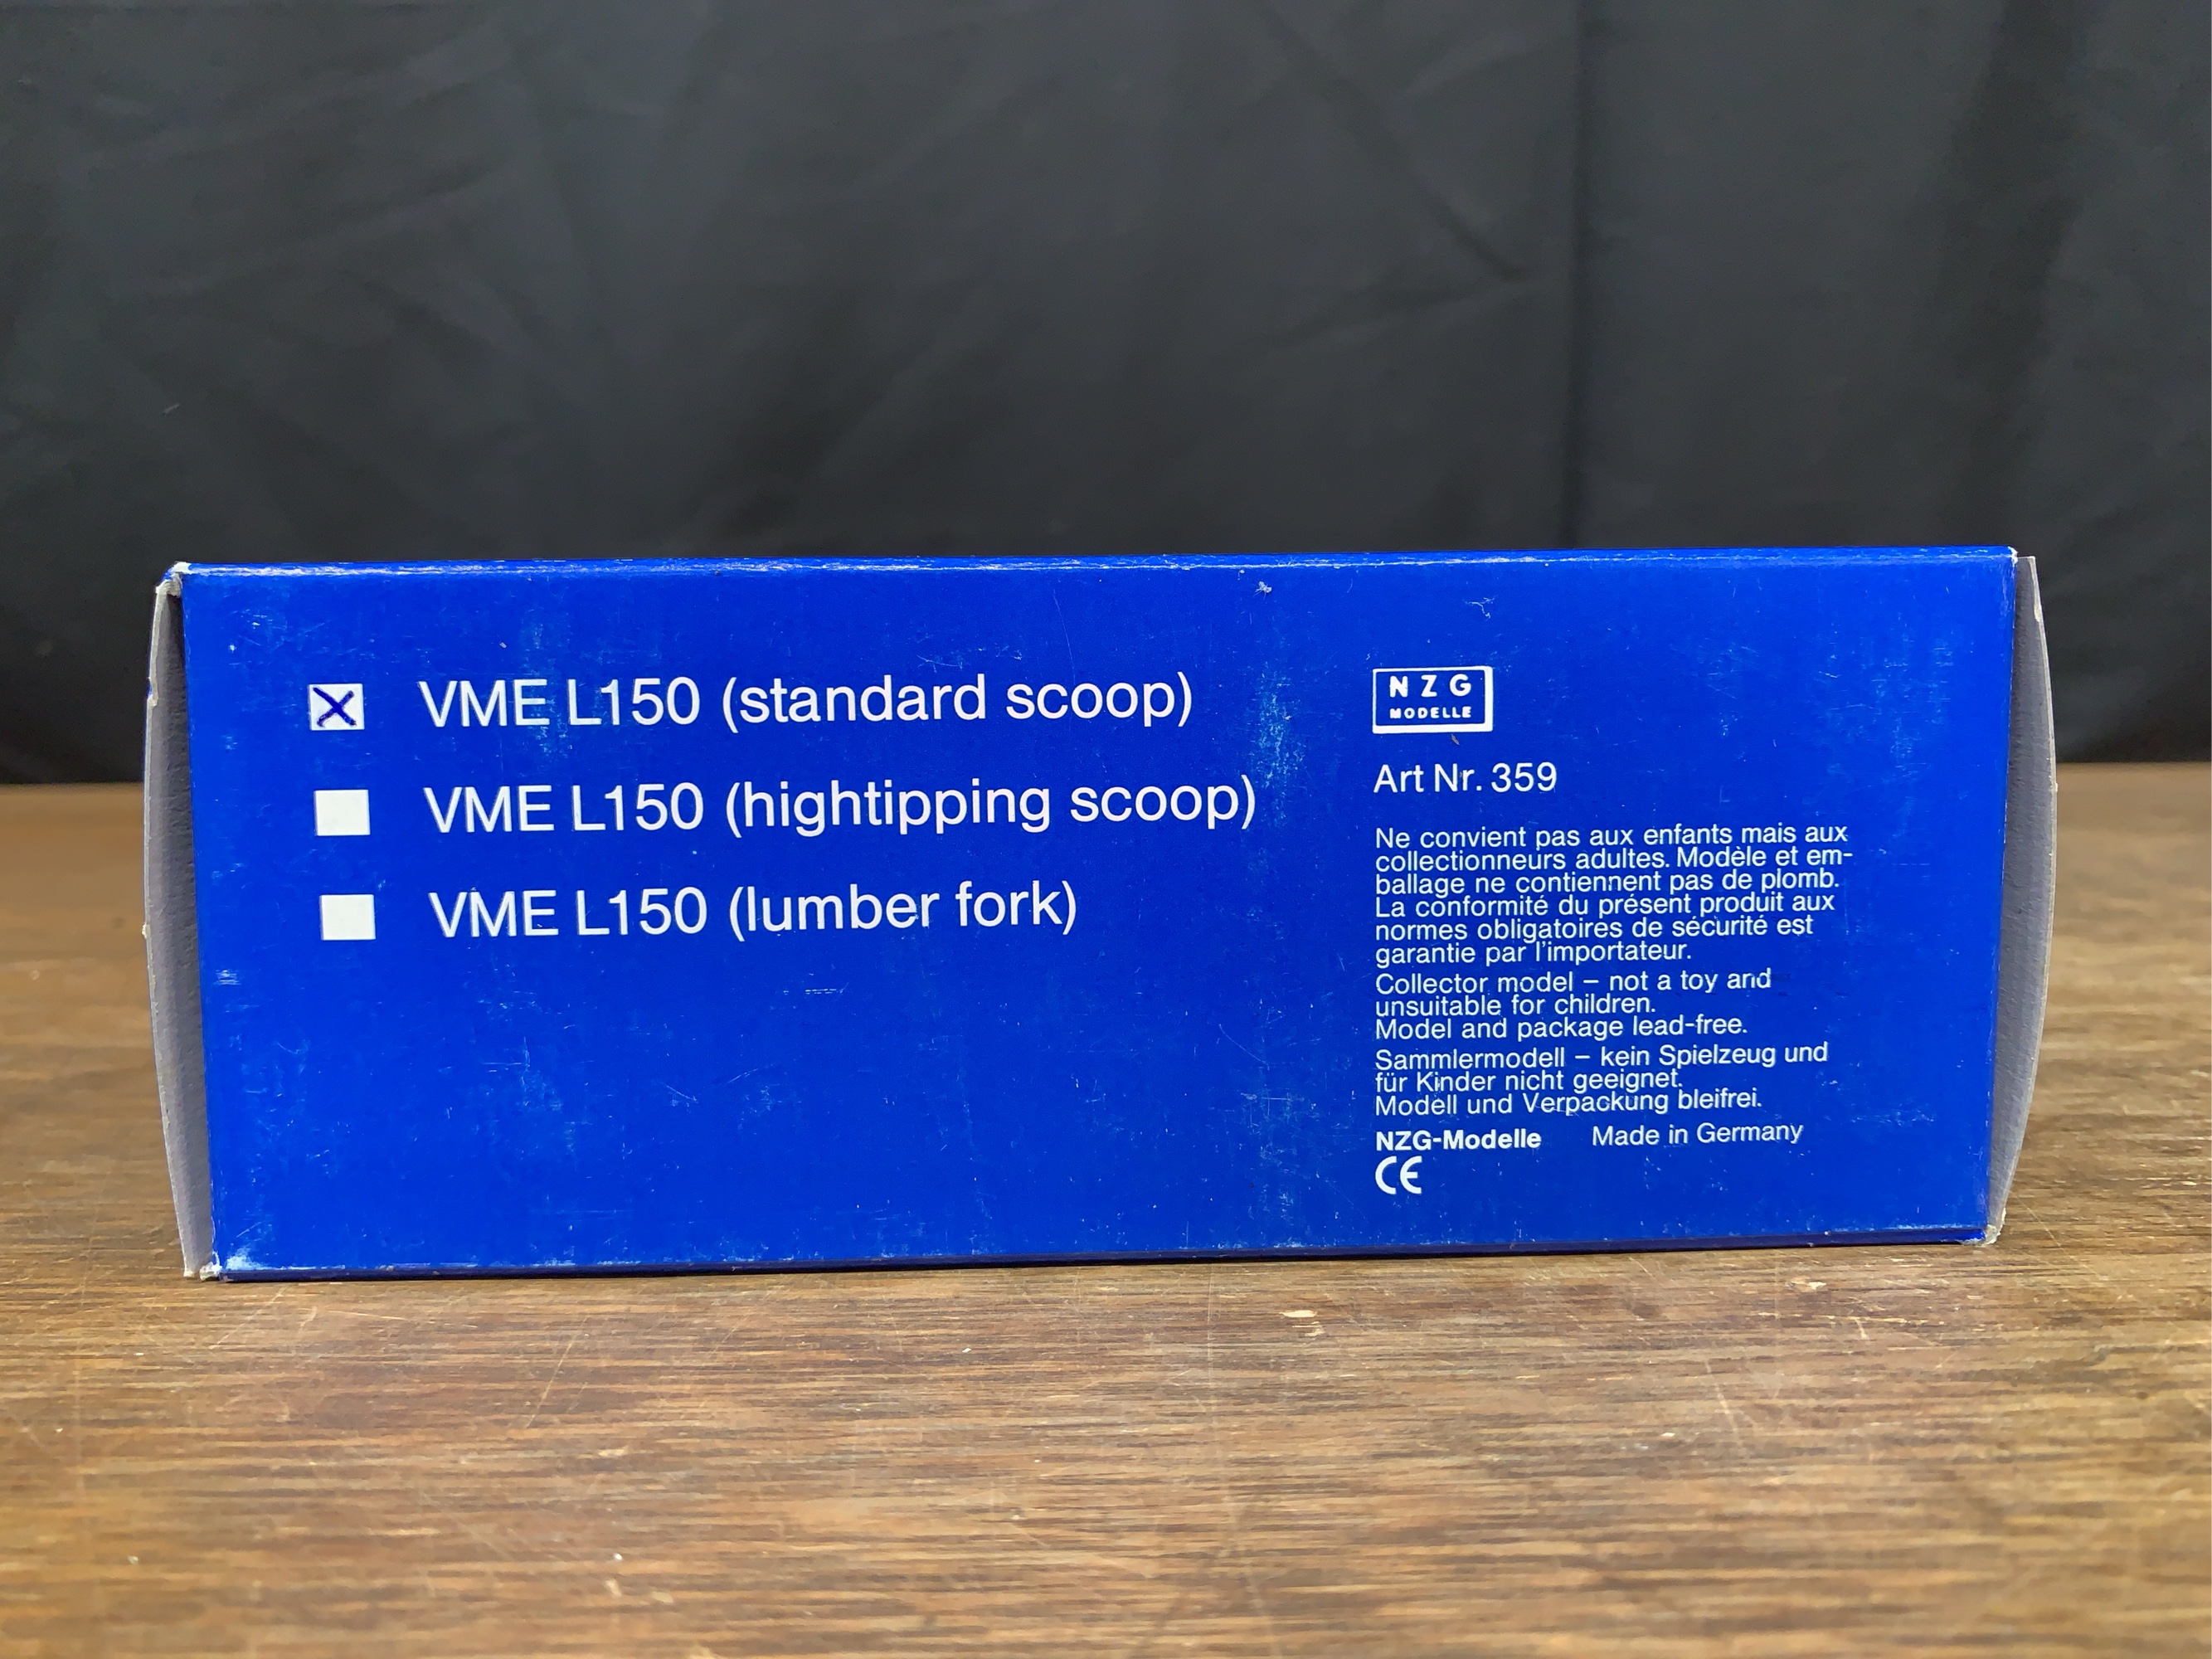 VME L150 (standard scoop)
VME L150 (hightipping scoop)
VME L150 (lumber fork)
NZG
MODELLE
Art Nr. 359
Ne convient pas aux enfants mais aux
collectionneurs adultes. Modèle et em-
ballage ne contiennent pas de plomb.
La conformité du présent produit aux
normes obligatoires de sécurité est
garantie par l'importateur.
Collector model – not a toy and
unsuitable for children.
Model and package lead-free.
Sammlermodell – kein Spielzeug und
für Kinder nicht geeignet.
Modell und Verpackung bleifrei.
NZG-Modelle Made in Germany
CE